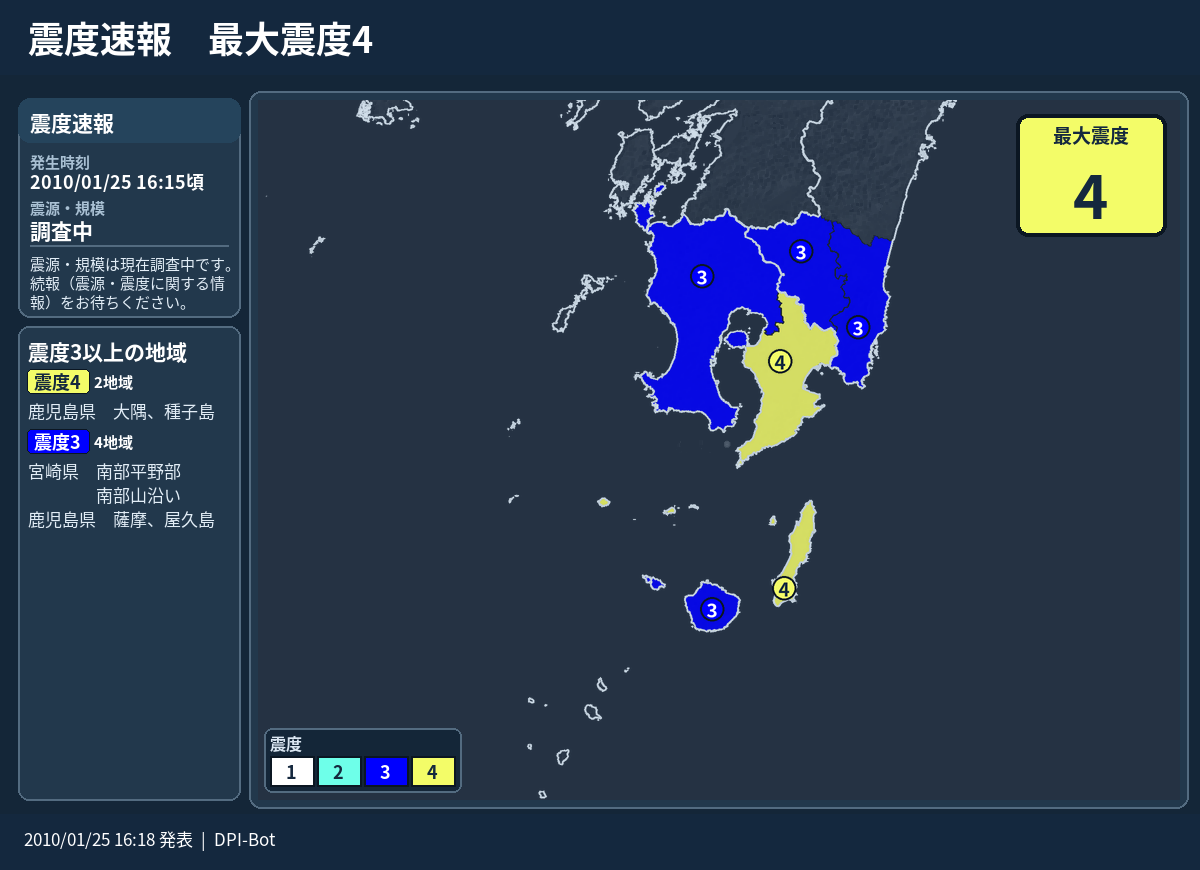 震度速報　最大震度4
震度速報
発生時刻
2010/01/25 16:15頃
震源・規模
調査中
震源・規模は現在調査中です。
続報（震源・震度に関する情
報）をお待ちください。
震度3以上の地域
震度4 2地域
鹿児島県　大隅、種子島
震度3 4地域
宮崎県　南部平野部
南部山沿い
鹿児島県　薩摩、屋久島
最大震度
4
3
3
3
4
4
3
震度
1 2 3 4
2010/01/25 16:18 発表 | DPI-Bot